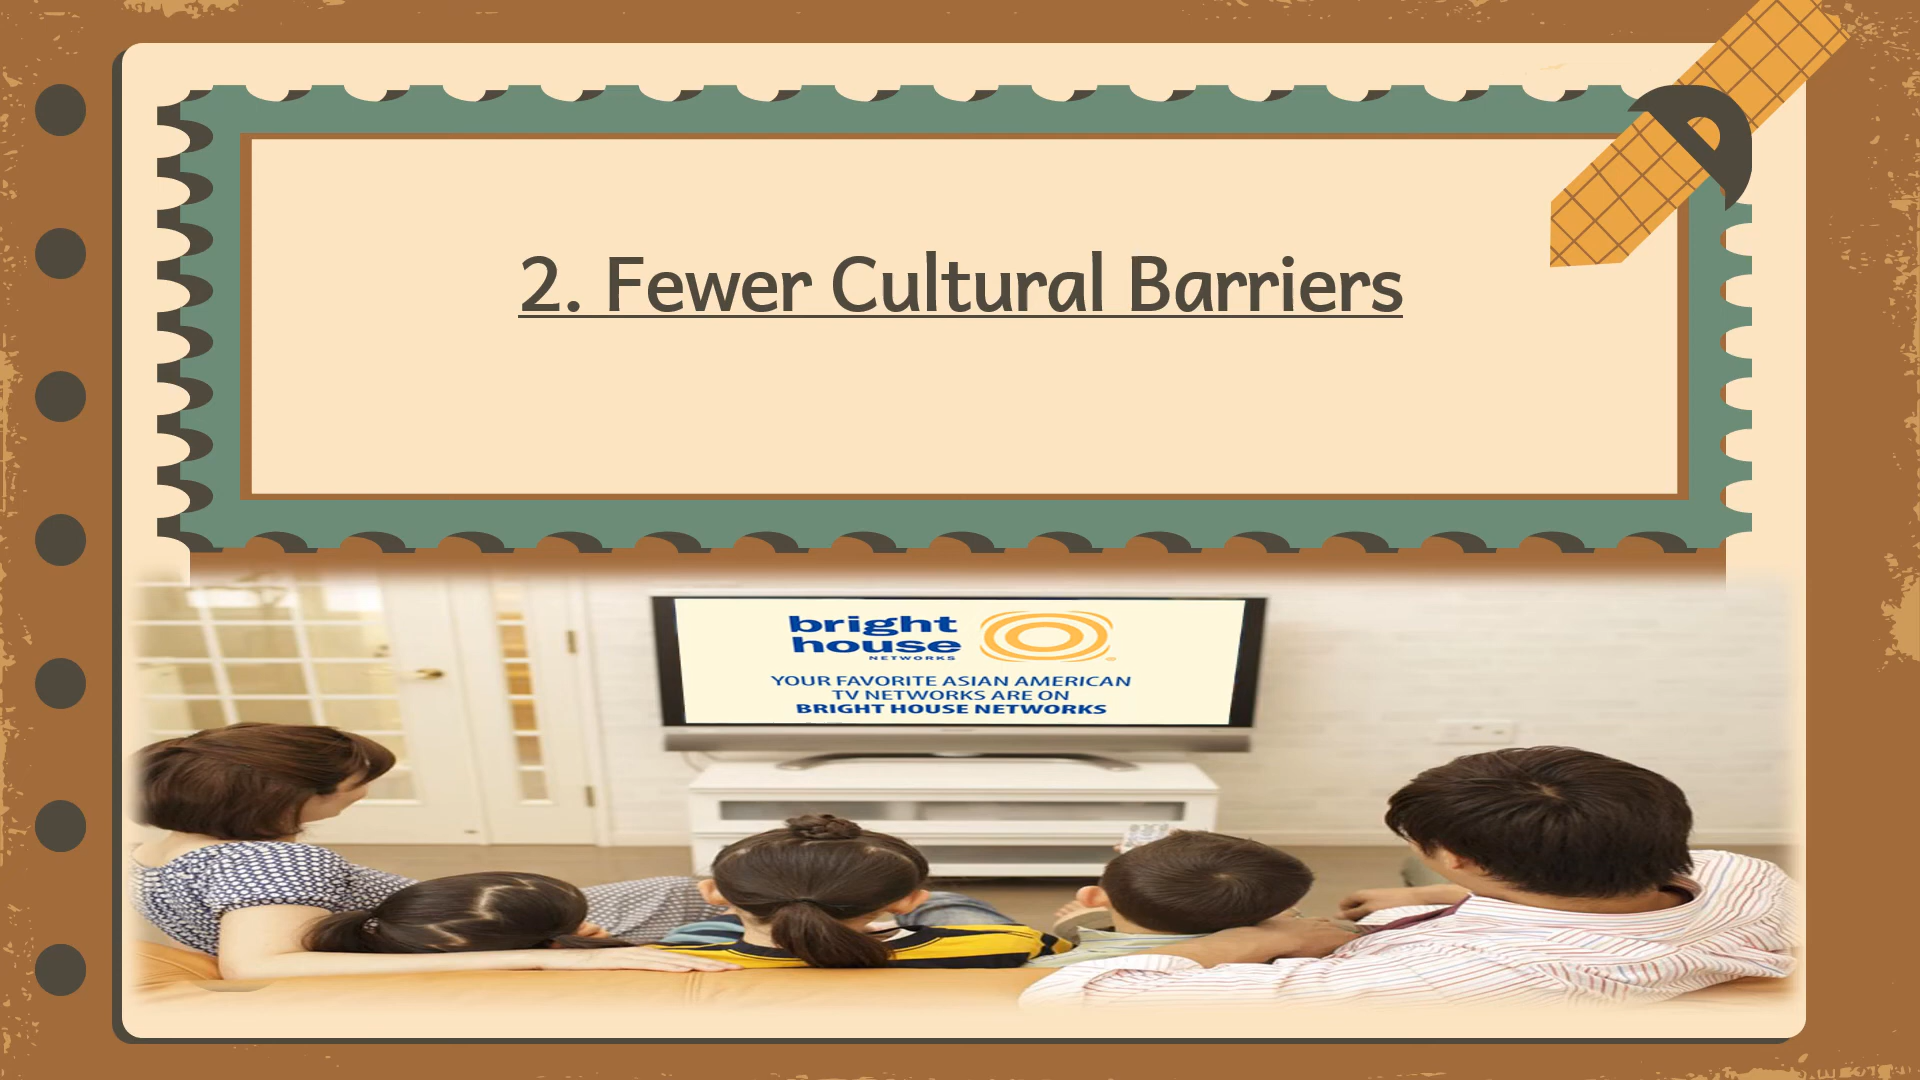 2. Fewer Cultural Barriers
bright
house
NETWORKS
YOUR FAVORITE ASIAN AMERICAN
TV NETWORKS ARE ON
BRIGHT HOUSE NETWORKS